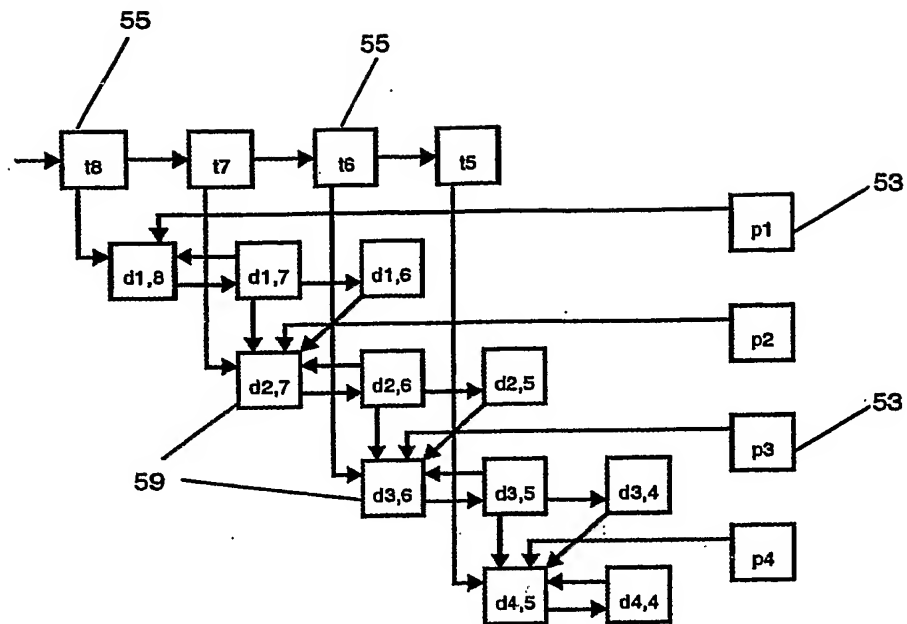 55
55
t8
t7
t6
t5
53
p1
d1,8
d1,7
d1,6
p2
d2,7
d2,6
d2,5
53
p3
59
d3,6
d3,5
d3,4
p4
d4,5
d4,4